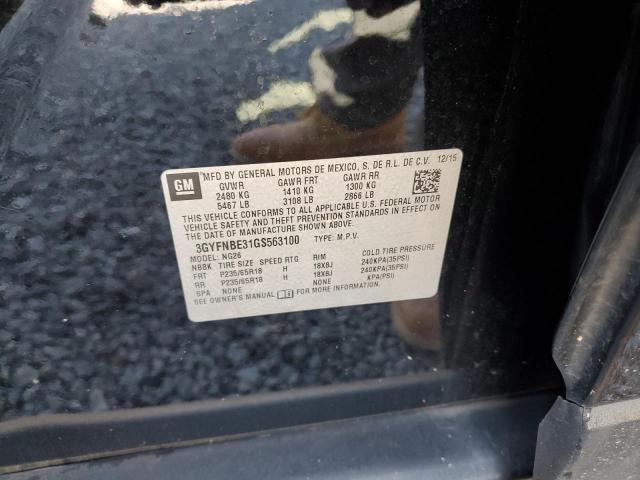 GM
MFD BY GENERAL MOTORS DE MEXICO, S. DE R.L. DE C.V. 12/15
GVWR GAWR FRT GAWR RR
2480 KG 1410 KG 1300 KG
5467 LB 3108 LB 2866 LB
THIS VEHICLE CONFORMS TO ALL APPLICABLE U.S. FEDERAL MOTOR
VEHICLE SAFETY AND THEFT PREVENTION STANDARDS IN EFFECT ON
THE DATE OF MANUFACTURE SHOWN ABOVE.
3GYFNBE31GS563100 TYPE: M.P.V.
MODEL: NG26
NBBK TIRE SIZE SPEED RTG RIM COLD TIRE PRESSURE
FRT P235/65R18 H 18X8J 240KPA(35PSI)
RR P235/65R18 H 18X8J 240KPA(35PSI)
SPA NONE NONE KPA(PSI)
SEE OWNER'S MANUAL FOR MORE INFORMATION.